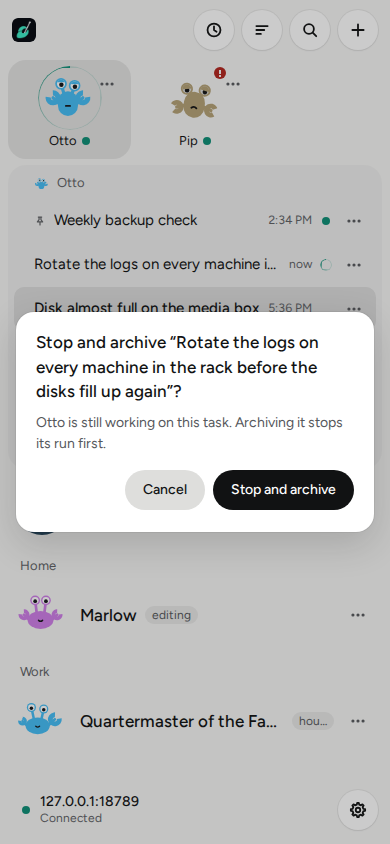 Otto
Pip
Otto
Weekly backup check 2:34 PM
Rotate the logs on every machine i... now
Disk almost full on the media box 5:36 PM
Stop and archive “Rotate the logs on
every machine in the rack before the
disks fill up again”?
Otto is still working on this task. Archiving it stops
its run first.
Cancel
Stop and archive
Home
Marlow editing
Work
Quartermaster of the Fa... hou...
127.0.0.1:18789
Connected